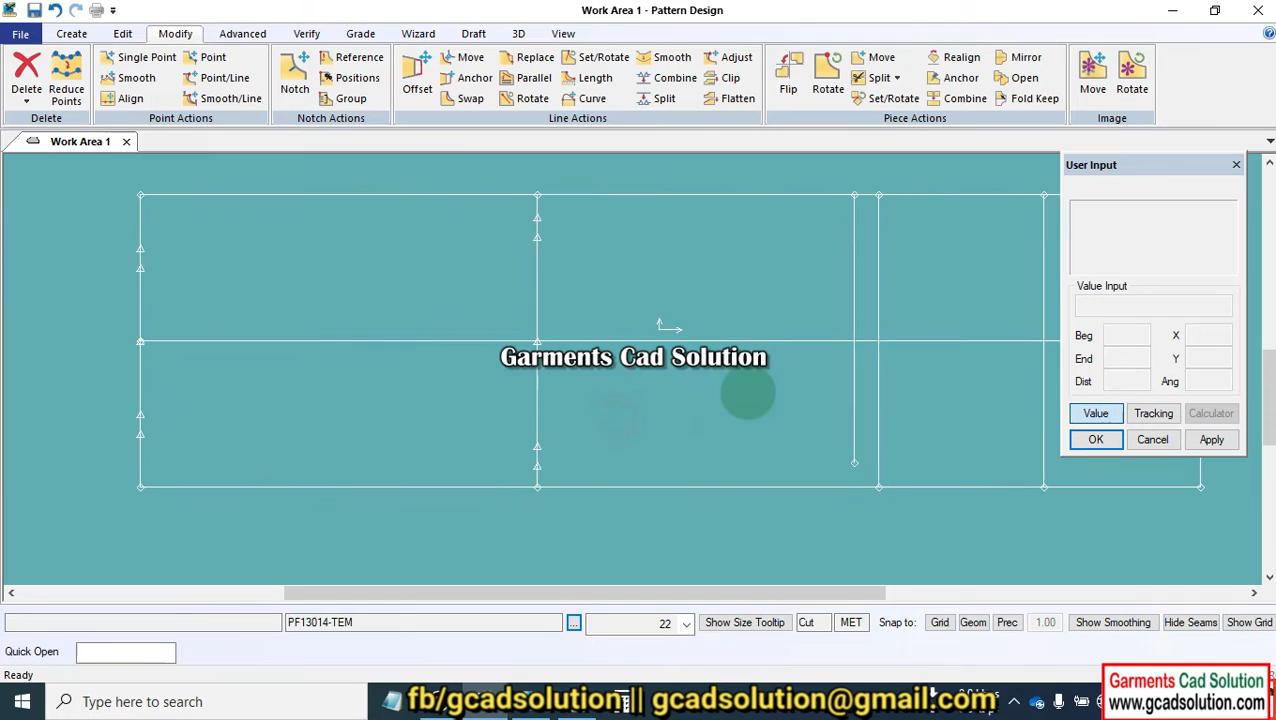 Work Area 1 - Pattern Design
File Create Edit Modify Advanced Verify Grade Wizard Draft 3D View
Single Point Point Reference Move Replace Set/Rotate Smooth Adjust Move Realign Mirror
Smooth Point/Line Positions Anchor Parallel Length Combine Clip Split Anchor Open
Delete Reduce Points Align Smooth/Line Notch Group Offset Swap Rotate Curve Split Flatten Flip Rotate Set/Rotate Combine Fold Keep Move Rotate
Delete Point Actions Notch Actions Line Actions Piece Actions Image
Work Area 1
User Input
Value Input
Beg X
End Y
Dist Ang
Value Tracking Calculator
OK Cancel Apply
Garments Cad Solution
PF13014-TEM ... 22 Show Size Tooltip Cut MET Snap to: Grid Geom Prec 1.00 Show Smoothing Hide Seams Show Grid
Quick Open
Ready
Type here to search
fb/gcadsolution || gcadsolution@gmail.com
Garments Cad Solution
www.gcadsolution.com